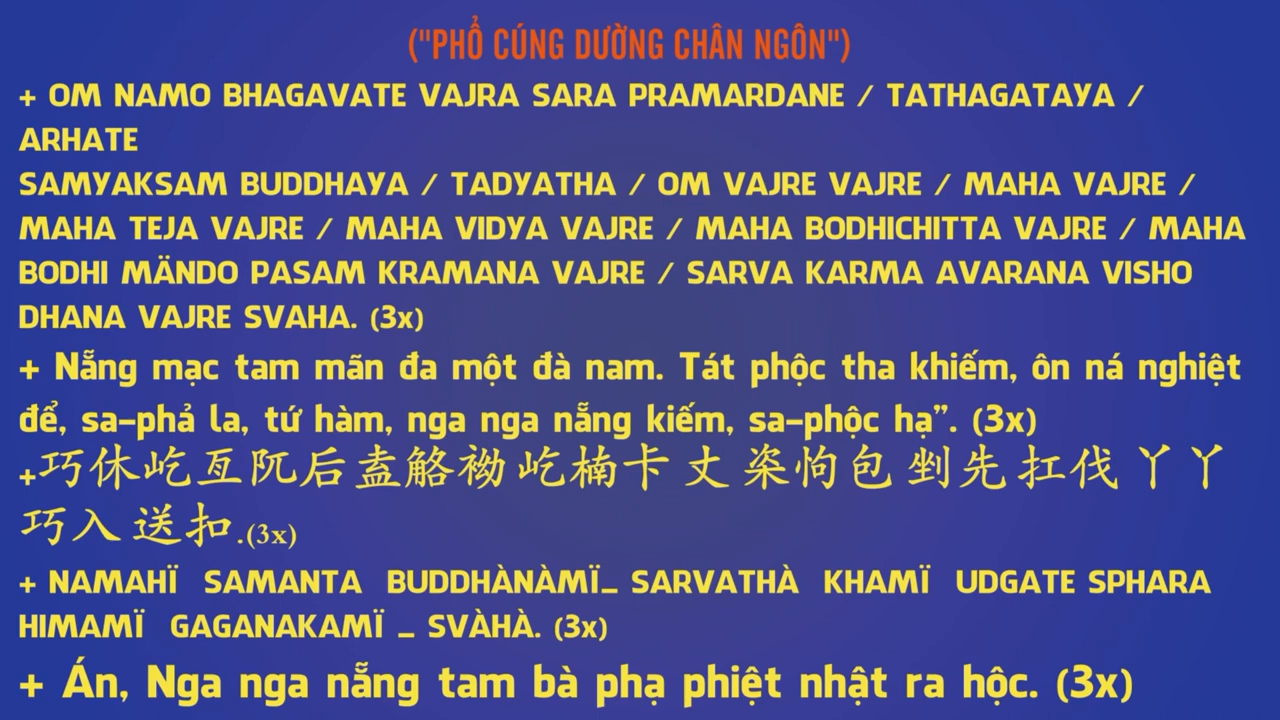 ("PHỔ CÚNG DƯỜNG CHÂN NGÔN")
+ OM NAMO BHAGAVATE VAJRA SARA PRAMARDANE / TATHAGATAYA /
ARHATE
SAMYAKSAM BUDDHAYA / TADYATHA / OM VAJRE VAJRE / MAHA VAJRE /
MAHA TEJA VAJRE / MAHA VIDYA VAJRE / MAHA BODHICHITTA VAJRE / MAHA
BODHI MÄNDO PASAM KRAMANA VAJRE / SARVA KARMA AVARANA VISHO
DHANA VAJRE SVAHA. (3x)
+ Nẵng mạc tam mãn đa một đà nam. Tát phộc tha khiếm, ôn ná nghiệt
để, sa-phả la, tứ hàm, nga nga nẵng kiếm, sa-phộc hạ”. (3x)
+巧休屹亙阢后盍觡袎屹楠卡丈 栥怐包 剉先 扛伐 丫丫
巧入 送扣.(3x)
+ NAMAHÏ SAMANTA BUDDHÀNÀMÏ_ SARVATHÀ KHAMÏ UDGATE SPHARA
HIMAMÏ GAGANAKAMÏ _ SVÀHÀ. (3x)
+ Án, Nga nga nẵng tam bà phạ phiệt nhật ra hộc. (3x)